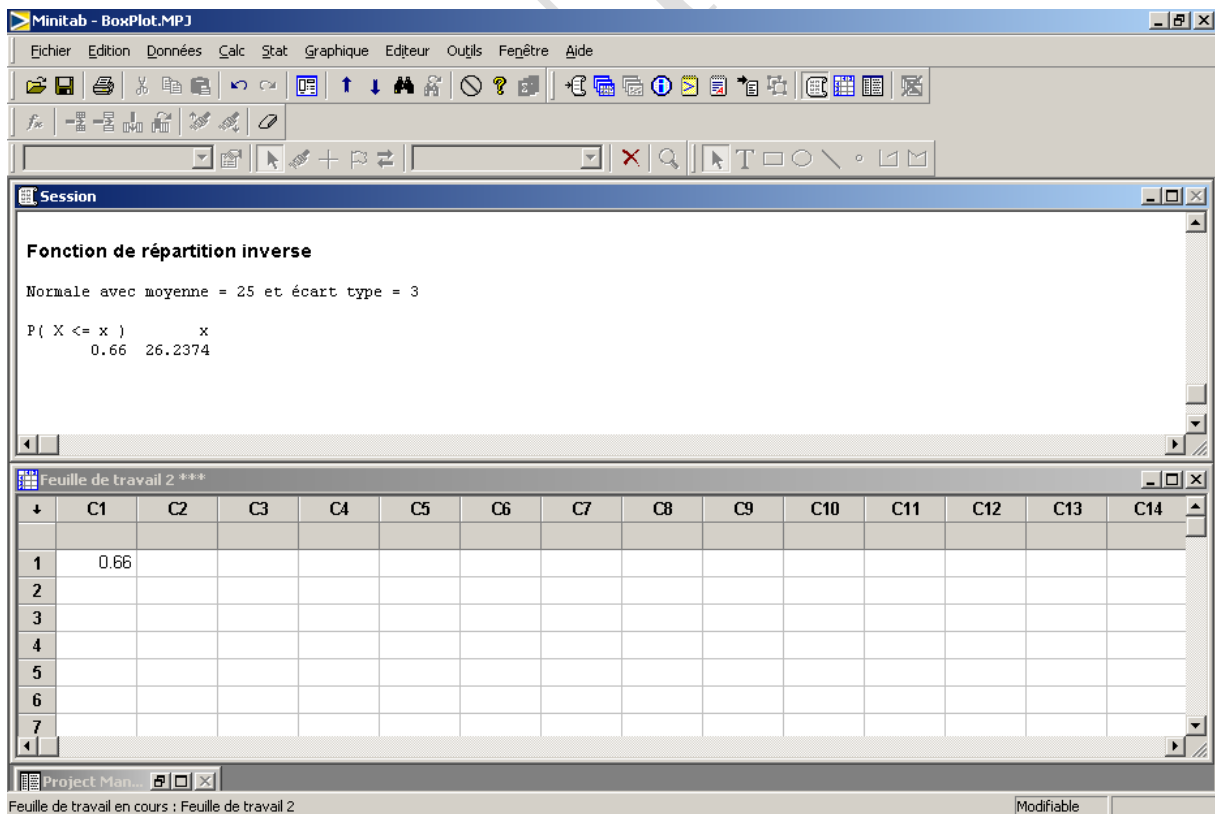 Minitab - BoxPlot.MPJ
Fichier Edition Données Calc Stat Graphique Editeur Outils Fenêtre Aide
Session
Fonction de répartition inverse
Normale avec moyenne = 25 et écart type = 3
P( X <= x ) x
0.66 26.2374
Feuille de travail 2 ***
C1 C2 C3 C4 C5 C6 C7 C8 C9 C10 C11 C12 C13 C14
1 0.66
2
3
4
5
6
7
Project Man...
Feuille de travail en cours : Feuille de travail 2 Modifiable